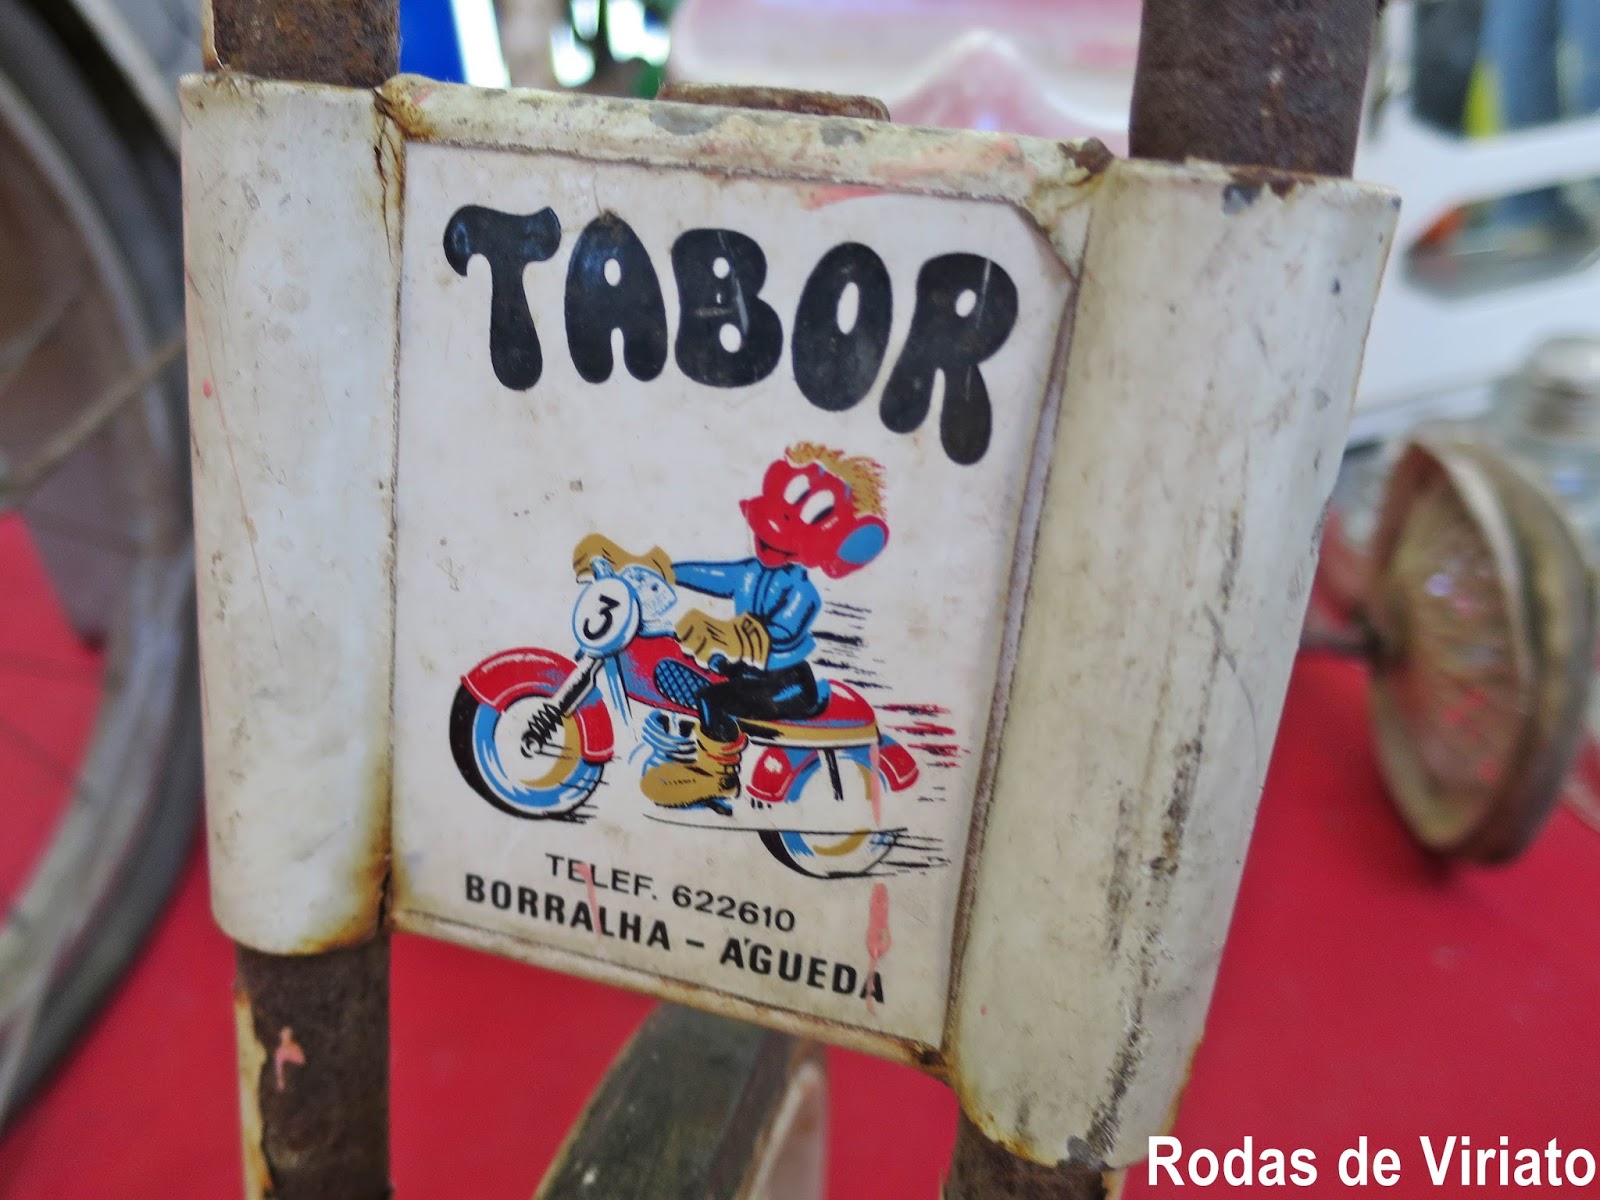 TABOR
3
TELEF. 622610
BORRALHA - ÁGUEDA
Rodas de Viriato